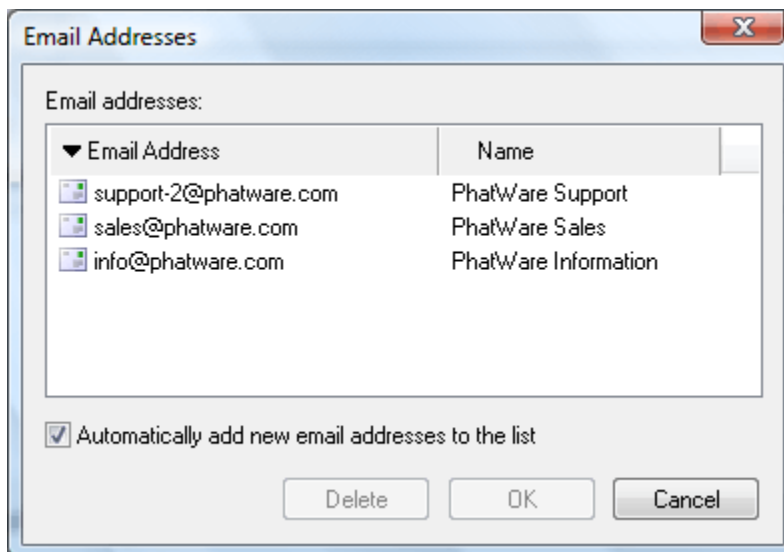 Email Addresses
Email addresses:
Email Address Name
support-2@phatware.com PhatWare Support
sales@phatware.com PhatWare Sales
info@phatware.com PhatWare Information
Automatically add new email addresses to the list
Delete OK Cancel